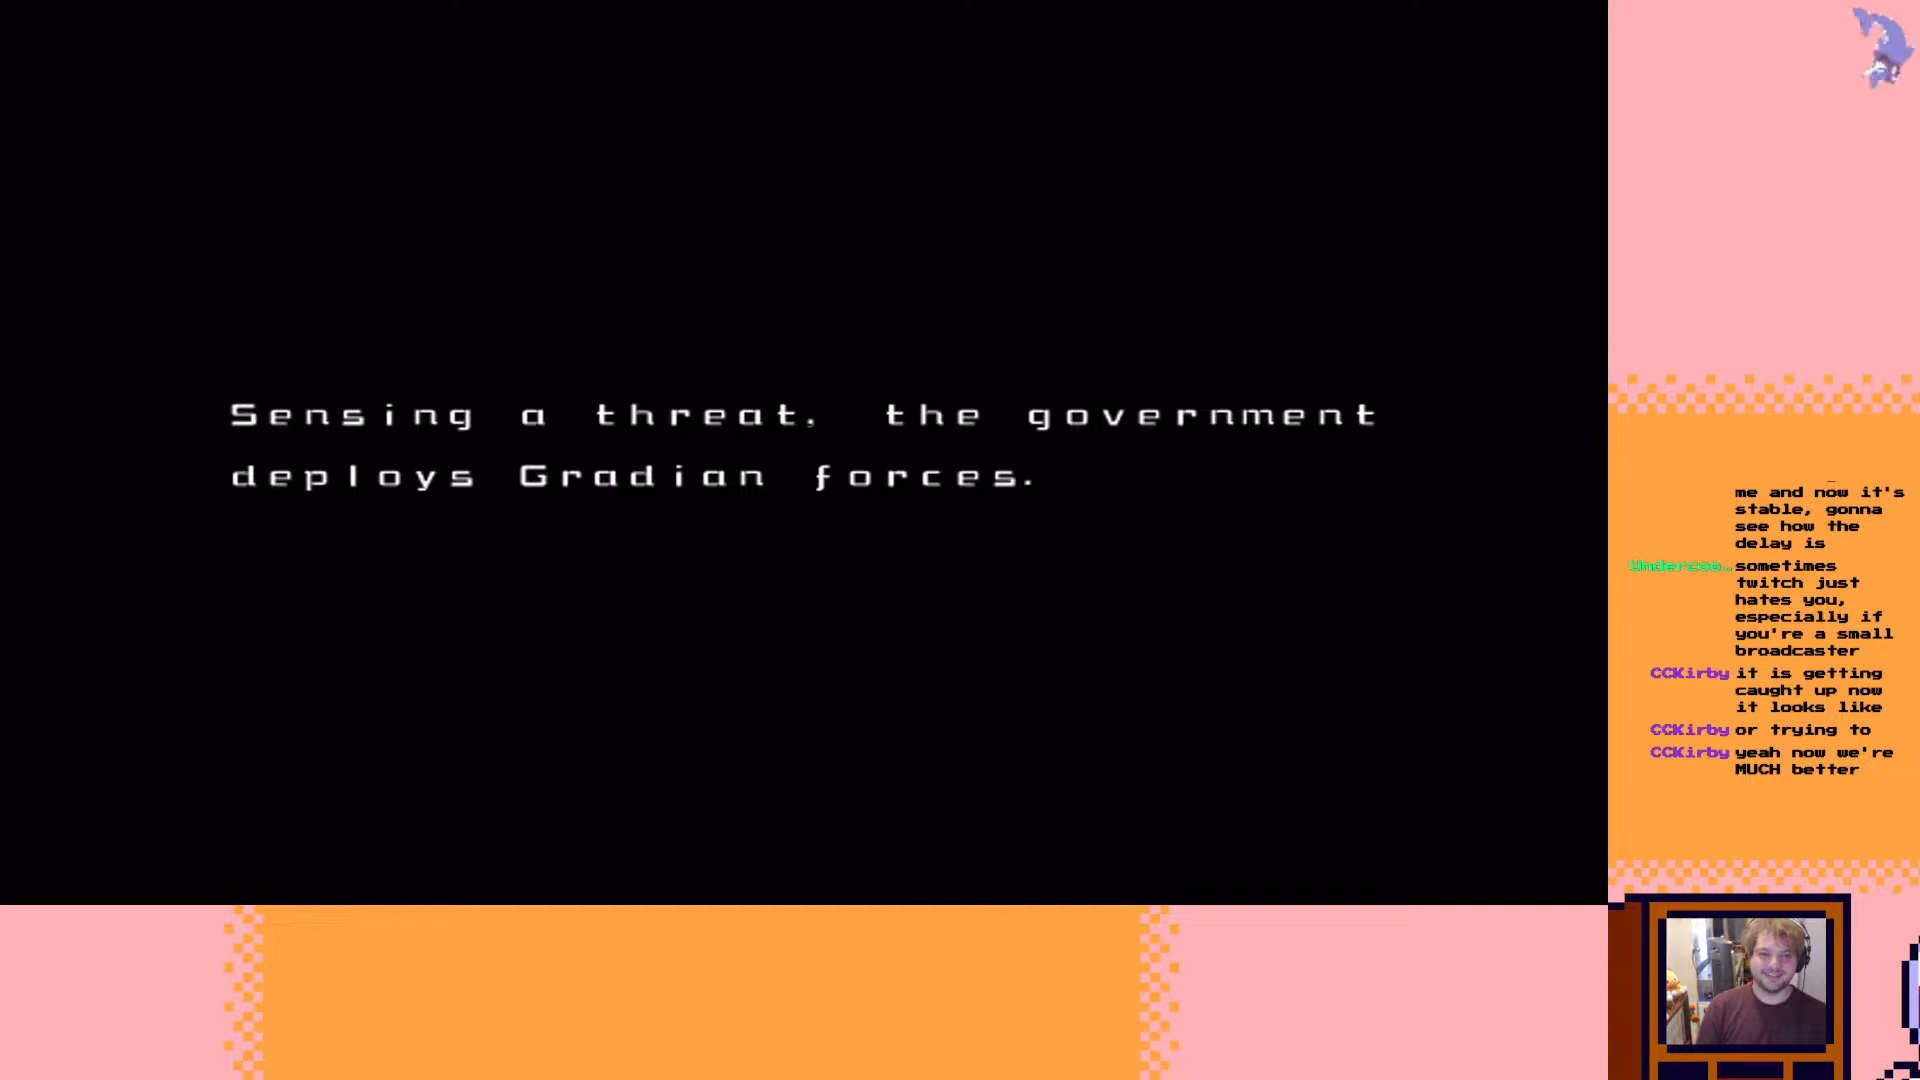 Sensing a threat, the government
deploys Gradian forces.
me and now it's
stable, gonna
see how the
delay is
Undercoo… sometimes
twitch just
hates you,
especially if
you're a small
broadcaster
CCKirby it is getting
caught up now
it looks like
CCKirby or trying to
CCKirby yeah now we're
MUCH better